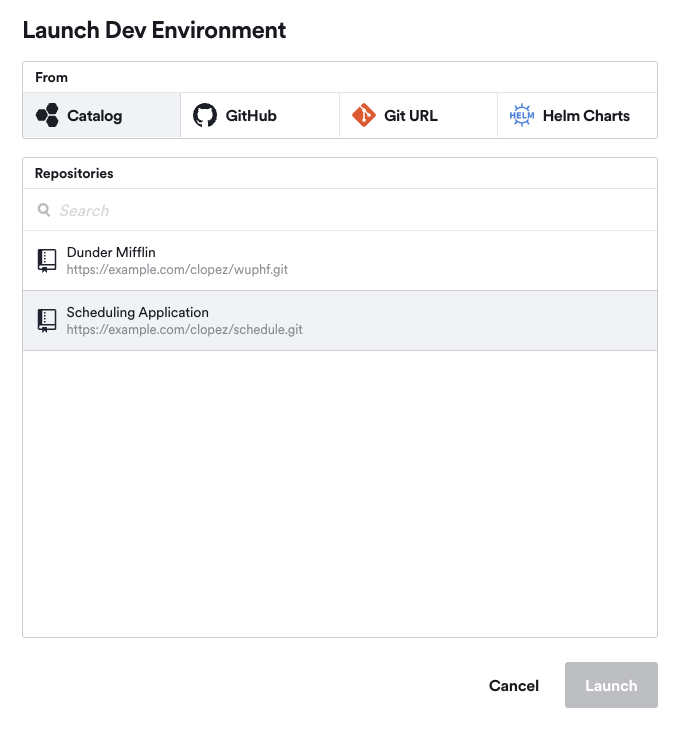 Launch Dev Environment
From
Catalog
GitHub
Git URL
HELM Helm Charts
Repositories
Search
Dunder Mifflin
https://example.com/clopez/wuphf.git
Scheduling Application
https://example.com/clopez/schedule.git
Cancel
Launch